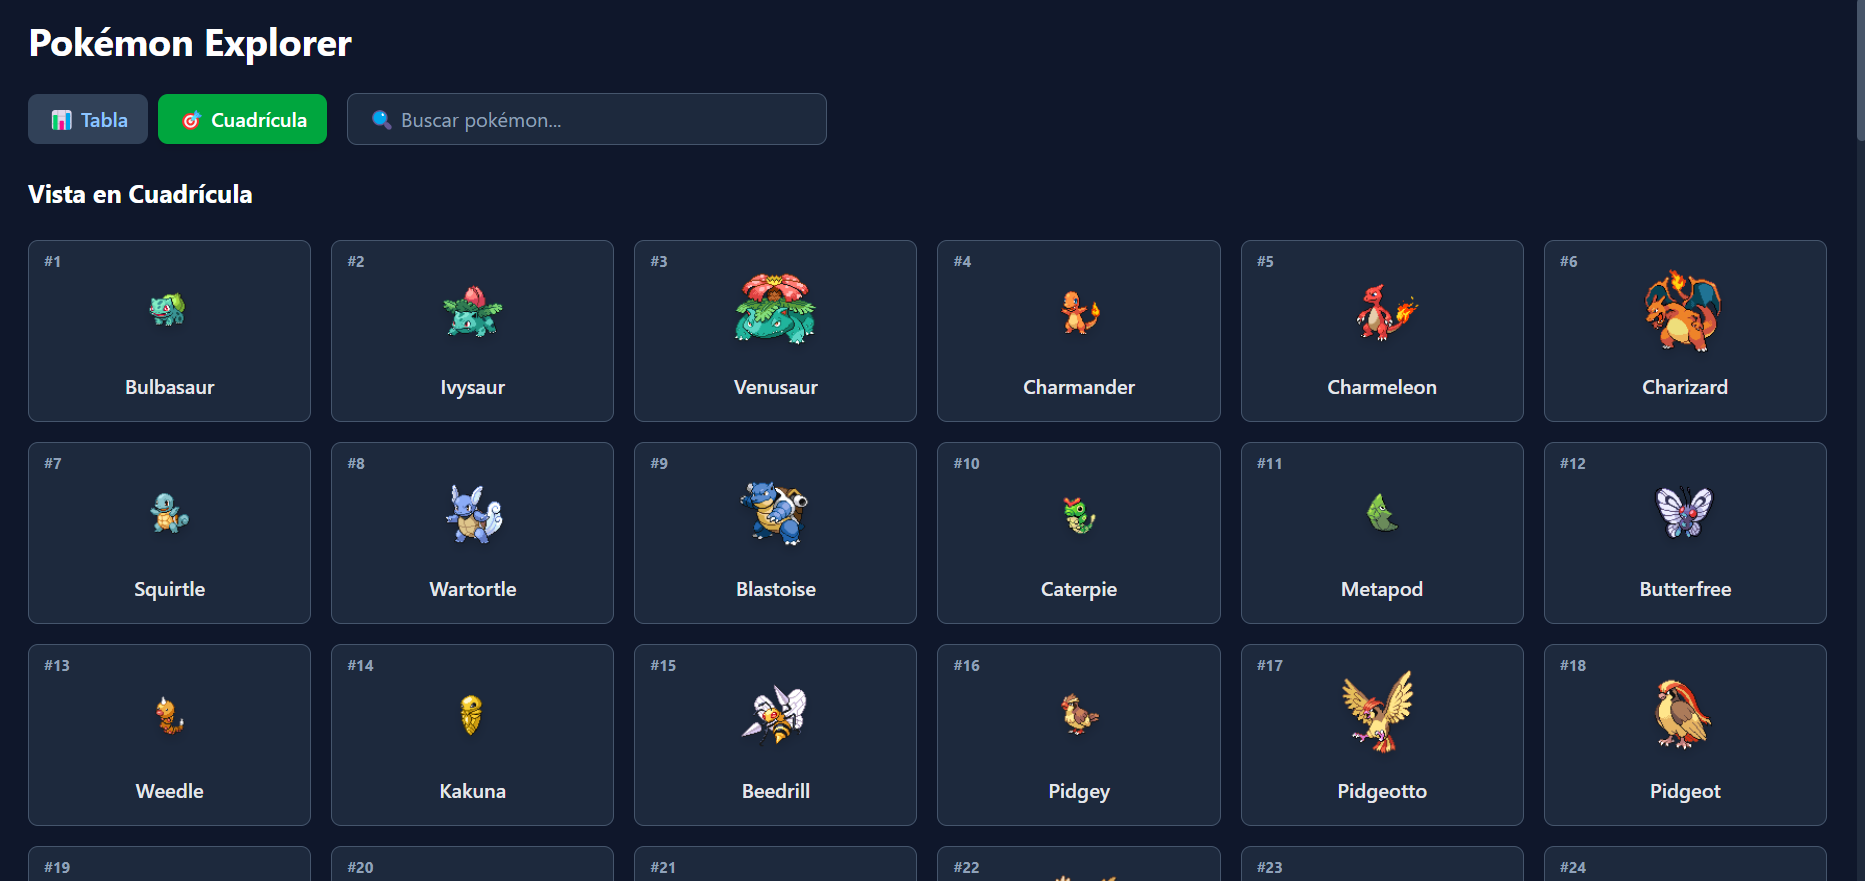 Pokémon Explorer
Tabla
Cuadrícula
Buscar pokémon...
Vista en Cuadrícula
#1 #2 #3 #4 #5 #6
Bulbasaur Ivysaur Venusaur Charmander Charmeleon Charizard
#7 #8 #9 #10 #11 #12
Squirtle Wartortle Blastoise Caterpie Metapod Butterfree
#13 #14 #15 #16 #17 #18
Weedle Kakuna Beedrill Pidgey Pidgeotto Pidgeot
#19 #20 #21 #22 #23 #24